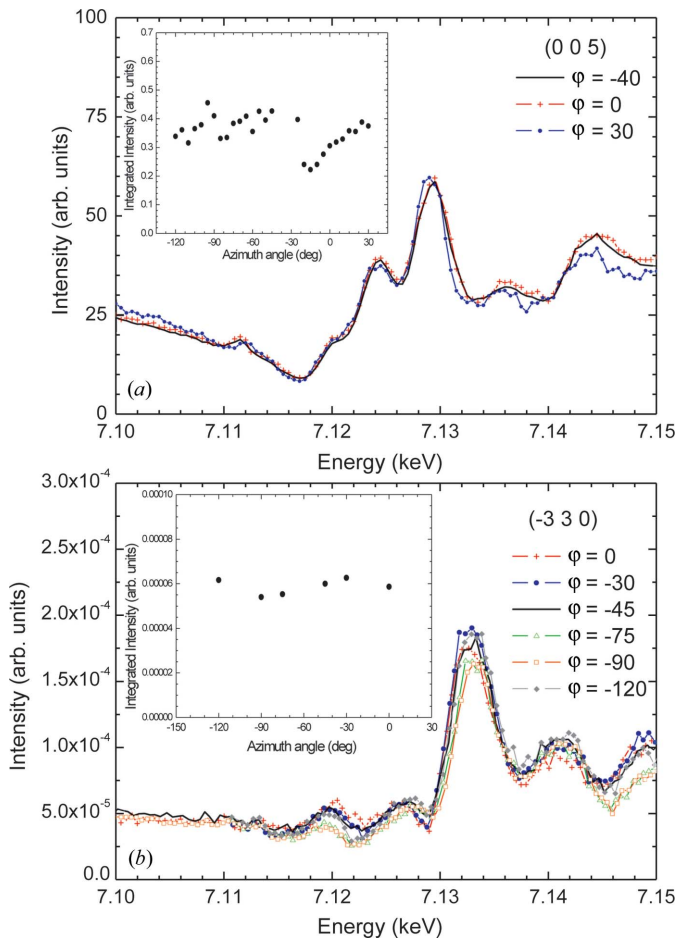 100
75
50
25
0
Intensity (arb. units)
0.7
0.6
0.5
0.4
0.3
0.2
0.1
0.0
Integrated Intensity (arb. units)
-120 -90 -60 -30 0 30
Azimuth angle (deg)
(0 0 5)
φ = -40
φ = 0
φ = 30
(a)
7.10 7.11 7.12 7.13 7.14 7.15
Energy (keV)
3.0x10-4
2.5x10-4
2.0x10-4
1.5x10-4
1.0x10-4
5.0x10-5
0.0
Intensity (arb. units)
0.00010
0.00008
0.00006
0.00004
0.00002
0.00000
Integrated Intensity (arb. units)
-150 -120 -90 -60 -30 0 30
Azimuth angle (deg)
(-3 3 0)
φ = 0
φ = -30
φ = -45
φ = -75
φ = -90
φ = -120
(b)
7.10 7.11 7.12 7.13 7.14 7.15
Energy (keV)